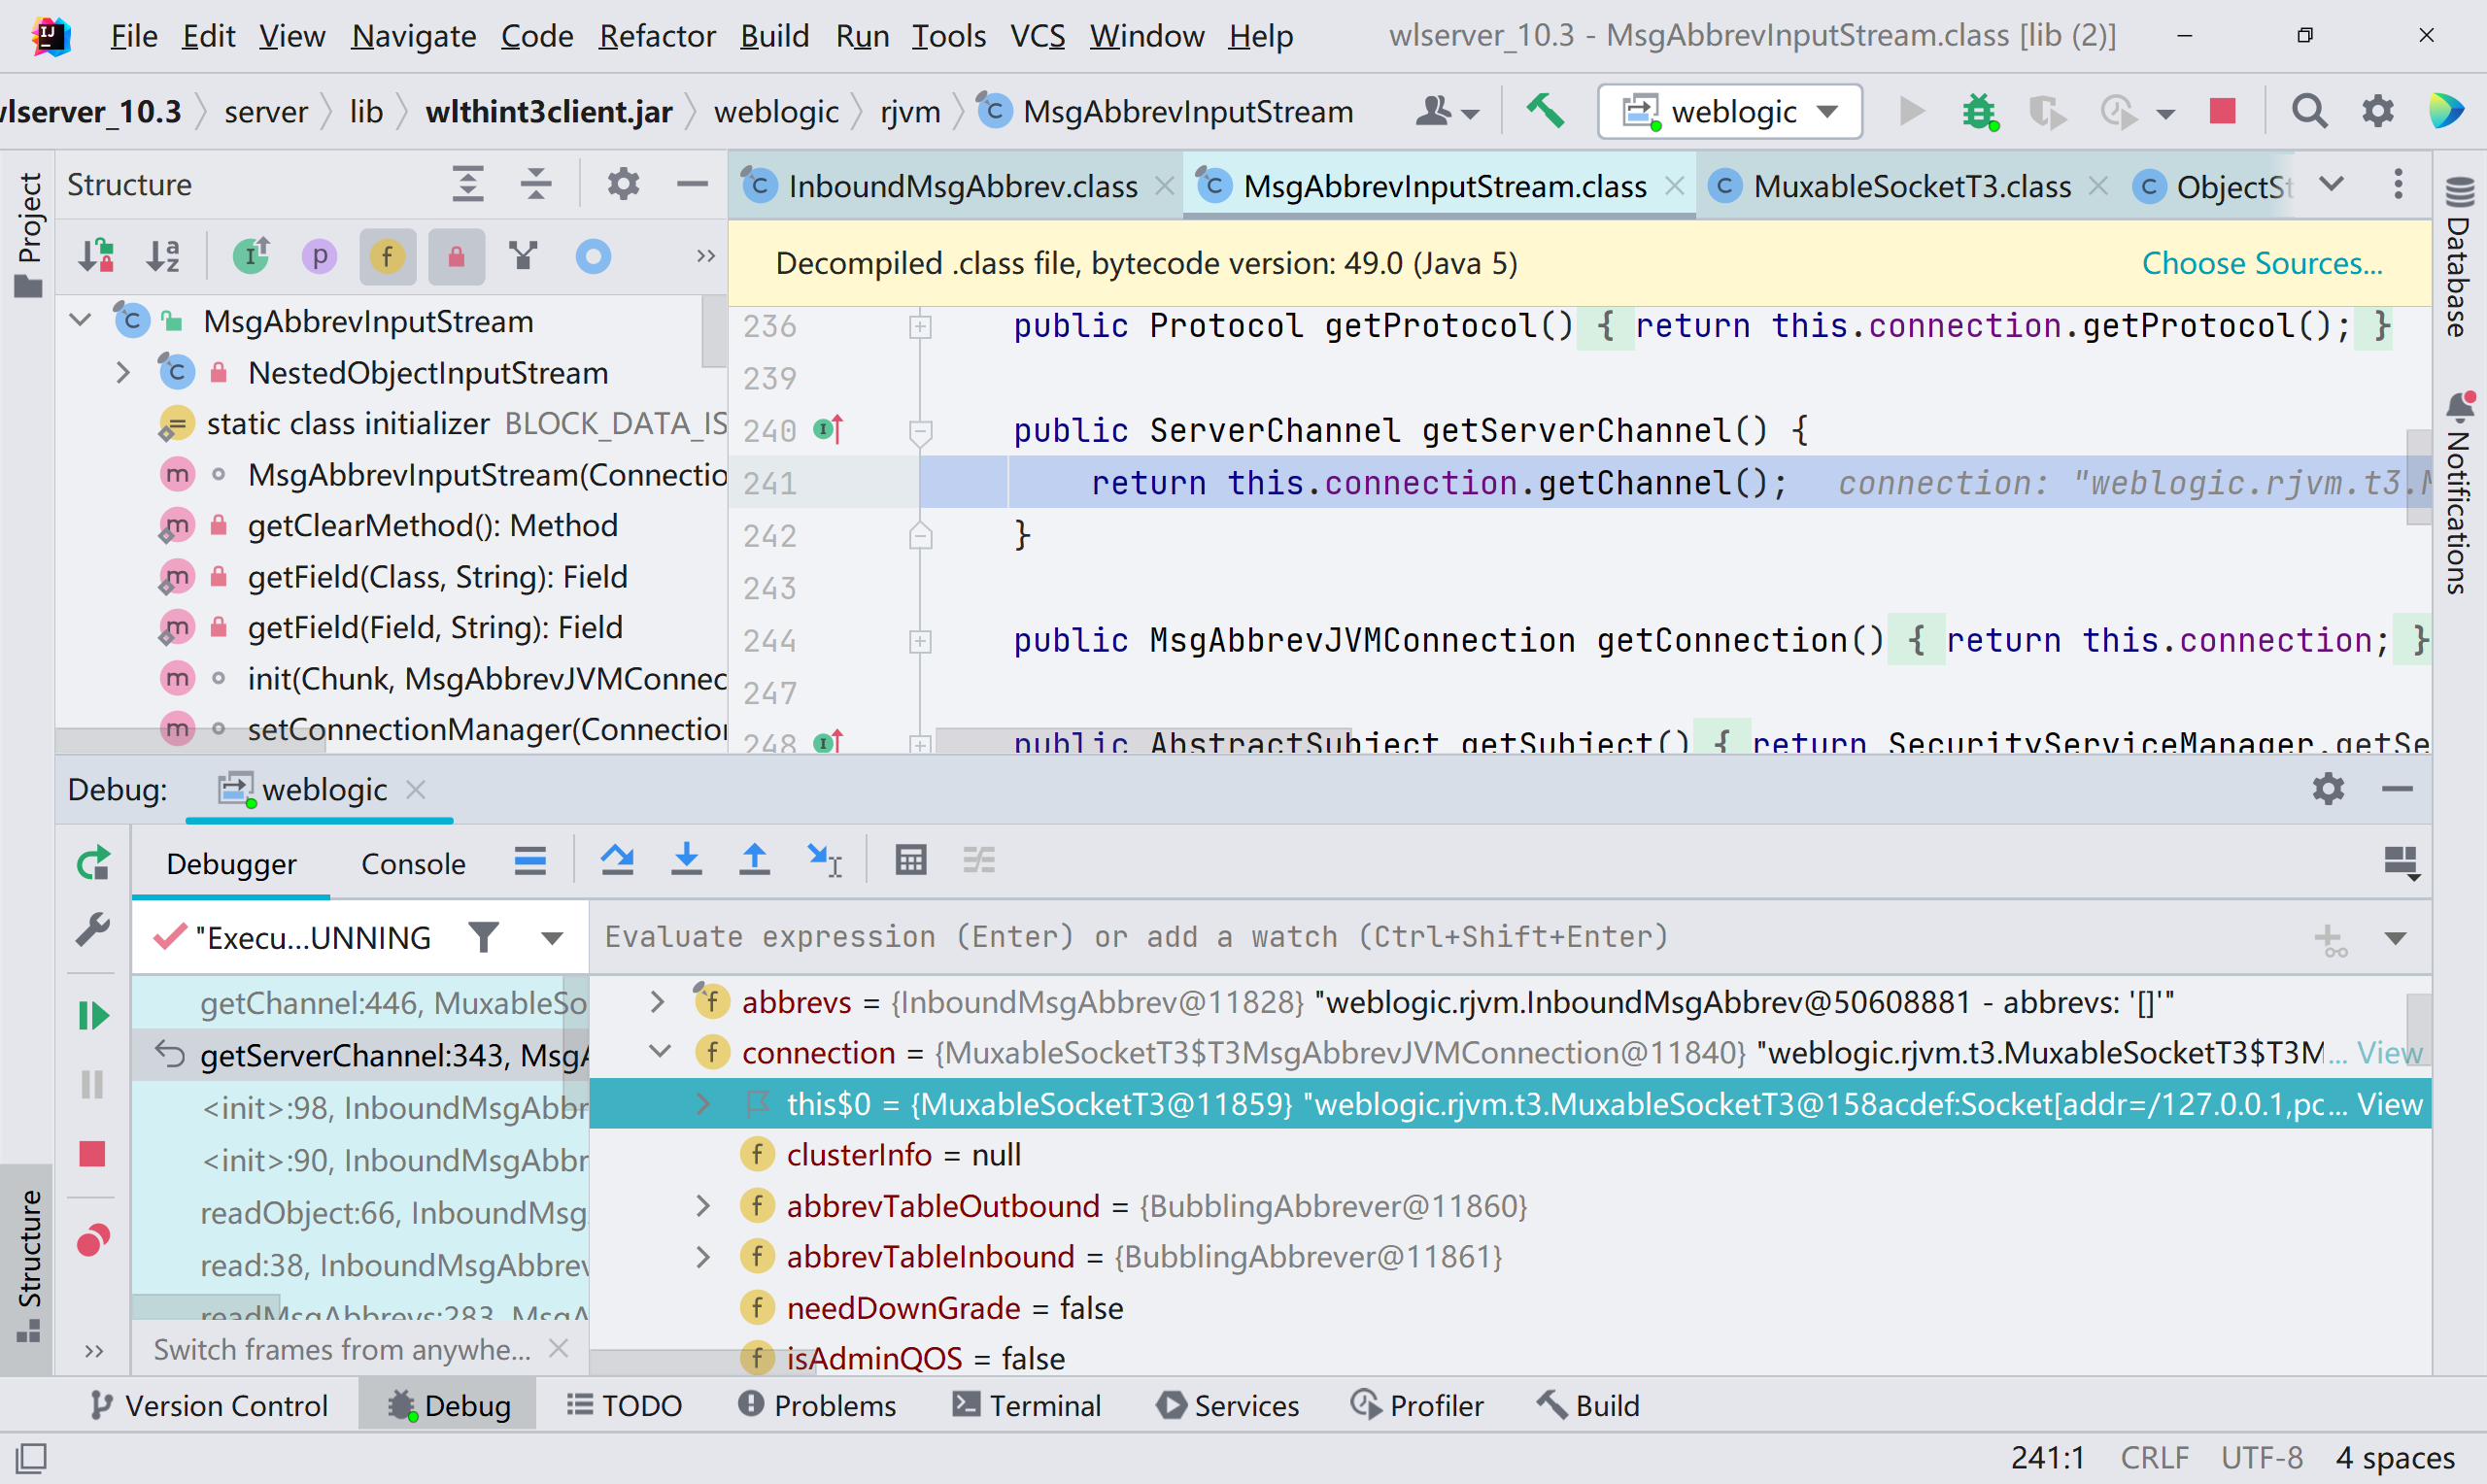 File Edit View Navigate Code Refactor Build Run Tools VCS Window Help wlserver_10.3 - MsgAbbrevInputStream.class [lib (2)]
wlserver_10.3 server lib wlthint3client.jar weblogic rjvm MsgAbbrevInputStream weblogic
Project
Structure
InboundMsgAbbrev.class MsgAbbrevInputStream.class MuxableSocketT3.class ObjectSt
Decompiled .class file, bytecode version: 49.0 (Java 5) Choose Sources...
MsgAbbrevInputStream
NestedObjectInputStream
static class initializer BLOCK_DATA_IS
MsgAbbrevInputStream(Connectio
getClearMethod(): Method
getField(Class, String): Field
getField(Field, String): Field
init(Chunk, MsgAbbrevJVMConnec
setConnectionManager(Connection
236 public Protocol getProtocol() { return this.connection.getProtocol(); }
239
240 public ServerChannel getServerChannel() {
241 return this.connection.getChannel(); connection: "weblogic.rjvm.t3.M
242 }
243
244 public MsgAbbrevJVMConnection getConnection() { return this.connection; }
247
248 public AbstractSubject getSubject() { return SecurityServiceManager.getSe
Database
Notifications
Debug: weblogic
Debugger Console
"Execu...UNNING
Evaluate expression (Enter) or add a watch (Ctrl+Shift+Enter)
getChannel:446, MuxableSo
getServerChannel:343, MsgA
<init>:98, InboundMsgAbbr
<init>:90, InboundMsgAbbr
readObject:66, InboundMsg
read:38, InboundMsgAbbrev
readMsgAbbrevs:283, MsgA
Switch frames from anywhe...
abbrevs = {InboundMsgAbbrev@11828} "weblogic.rjvm.InboundMsgAbbrev@50608881 - abbrevs: '[]'"
connection = {MuxableSocketT3$T3MsgAbbrevJVMConnection@11840} "weblogic.rjvm.t3.MuxableSocketT3$T3M... View
this$0 = {MuxableSocketT3@11859} "weblogic.rjvm.t3.MuxableSocketT3@158acdef:Socket[addr=/127.0.0.1,pc... View
clusterInfo = null
abbrevTableOutbound = {BubblingAbbrever@11860}
abbrevTableInbound = {BubblingAbbrever@11861}
needDownGrade = false
isAdminQOS = false
Structure
Version Control Debug TODO Problems Terminal Services Profiler Build
241:1 CRLF UTF-8 4 spaces